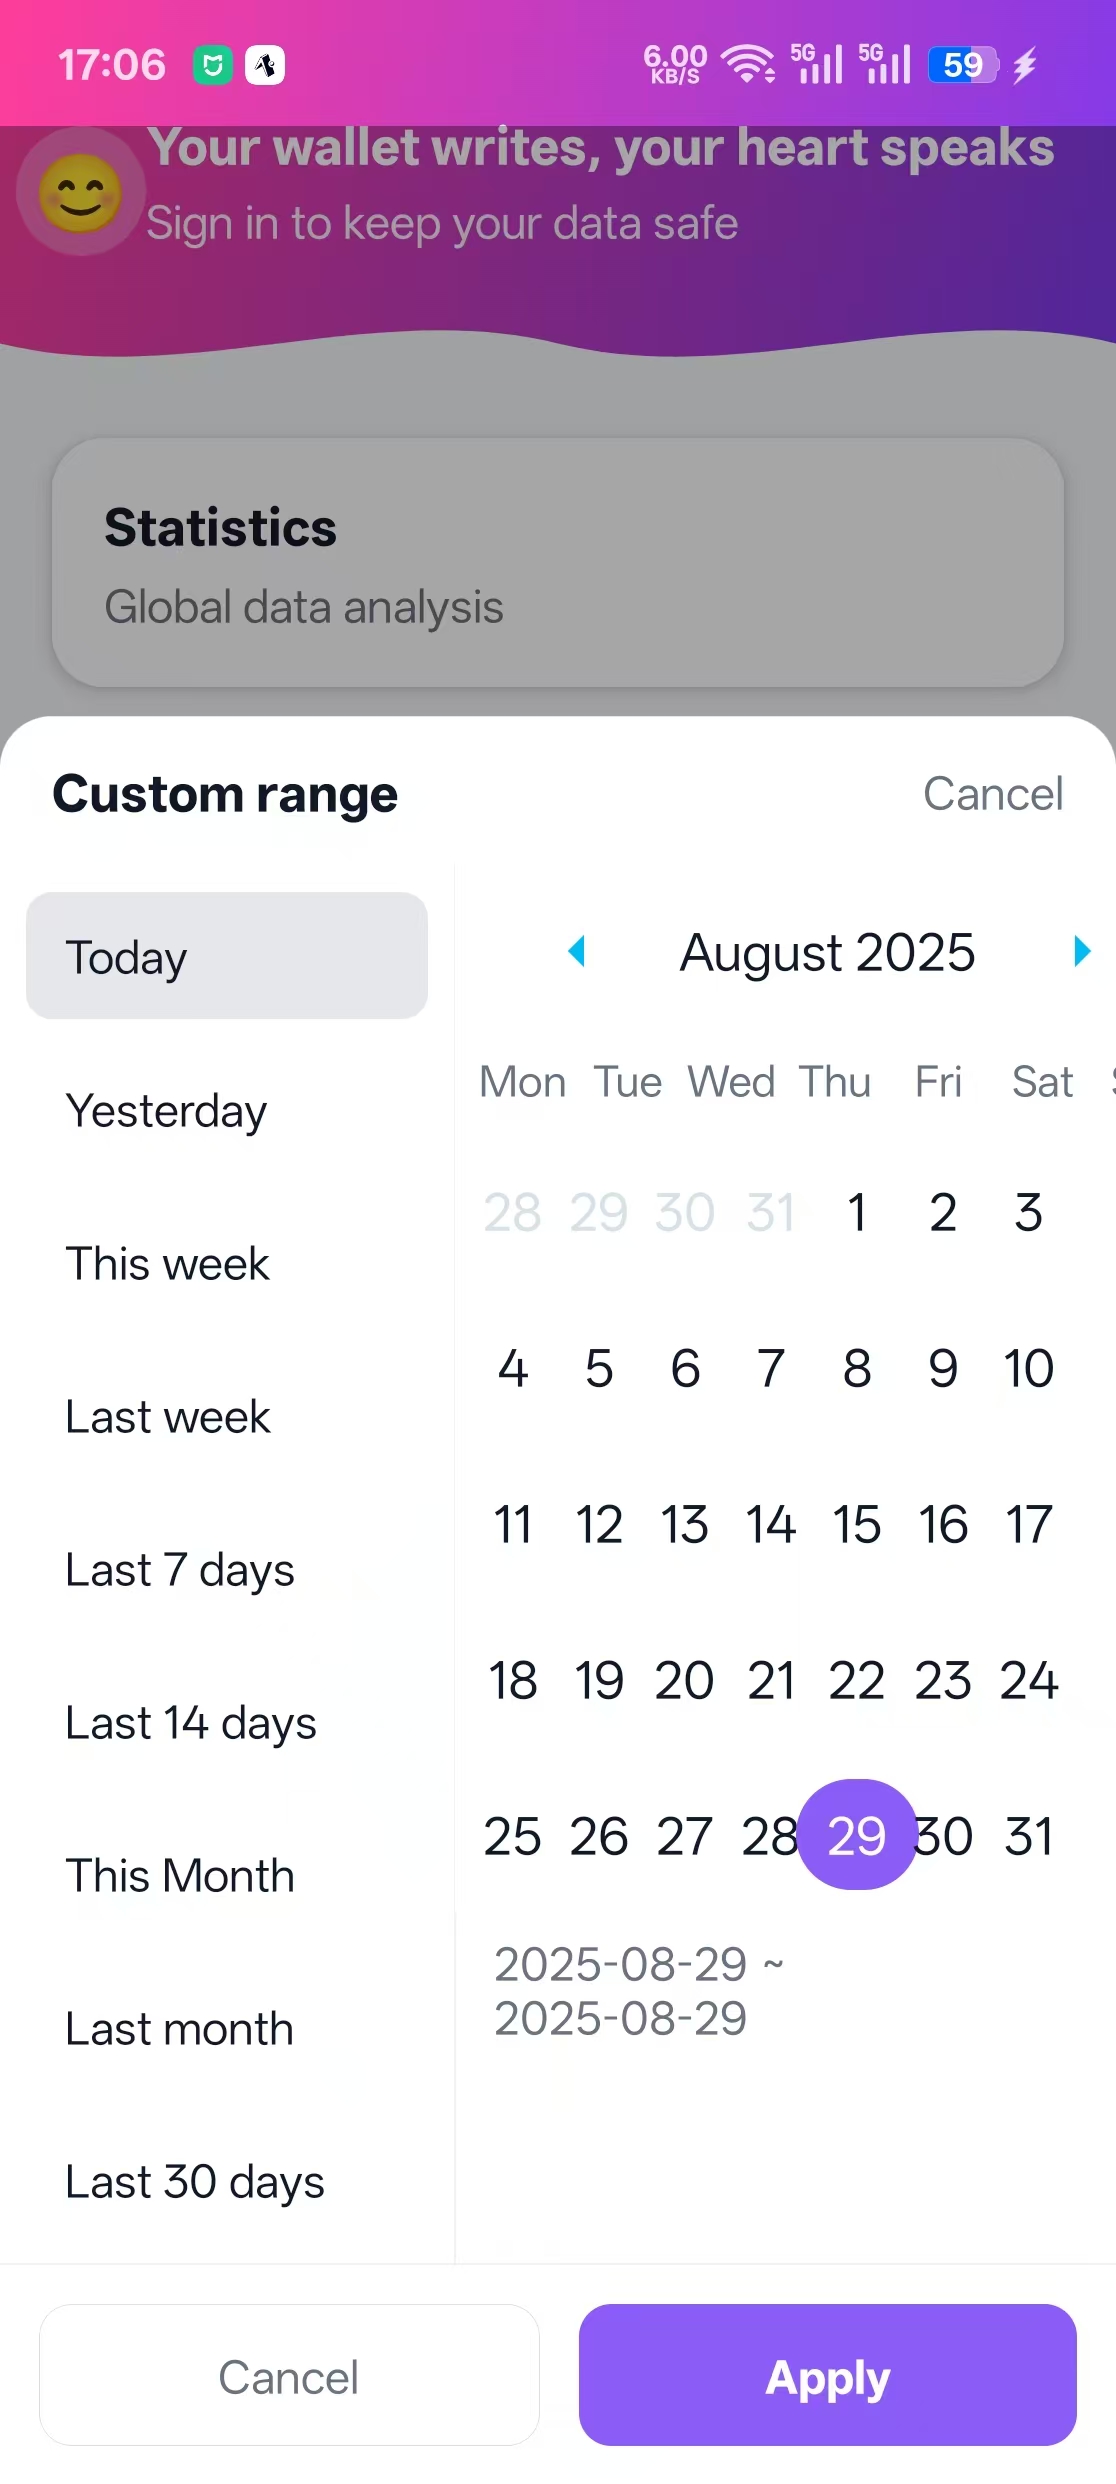 17:06
6.00
KB/S
5G
5G
59
Your wallet writes, your heart speaks
Sign in to keep your data safe
Statistics
Global data analysis
Custom range
Cancel
Today
Yesterday
This week
Last week
Last 7 days
Last 14 days
This Month
Last month
Last 30 days
August 2025
Mon Tue Wed Thu Fri Sat
28 29 30 31 1 2 3
4 5 6 7 8 9 10
11 12 13 14 15 16 17
18 19 20 21 22 23 24
25 26 27 28 29 30 31
2025-08-29 ~
2025-08-29
Cancel
Apply